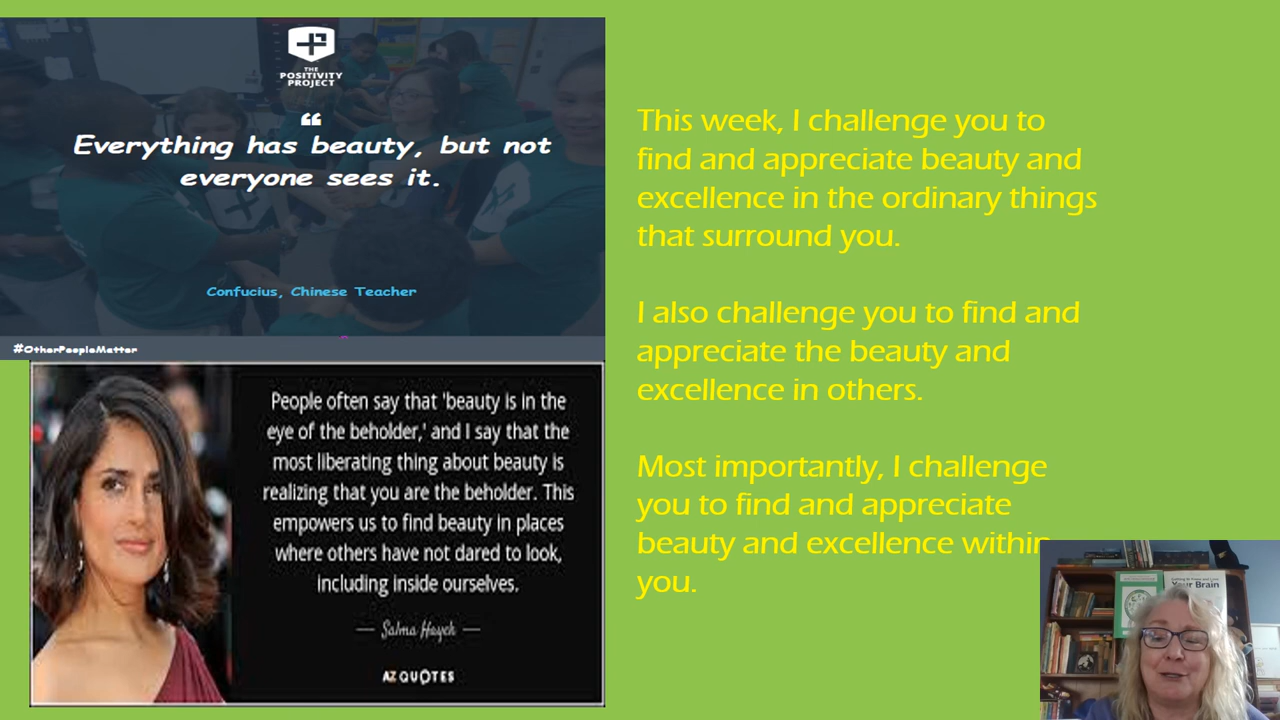 THE
POSITIVITY
PROJECT
“
Everything has beauty, but not
everyone sees it.
Confucius, Chinese Teacher
#OtherPeopleMatter
People often say that 'beauty is in the
eye of the beholder,' and I say that the
most liberating thing about beauty is
realizing that you are the beholder. This
empowers us to find beauty in places
where others have not dared to look,
including inside ourselves.
— Salma Hayek —
AZ QUOTES
This week, I challenge you to
find and appreciate beauty and
excellence in the ordinary things
that surround you.
I also challenge you to find and
appreciate the beauty and
excellence in others.
Most importantly, I challenge
you to find and appreciate
beauty and excellence within
you.
Your Brain